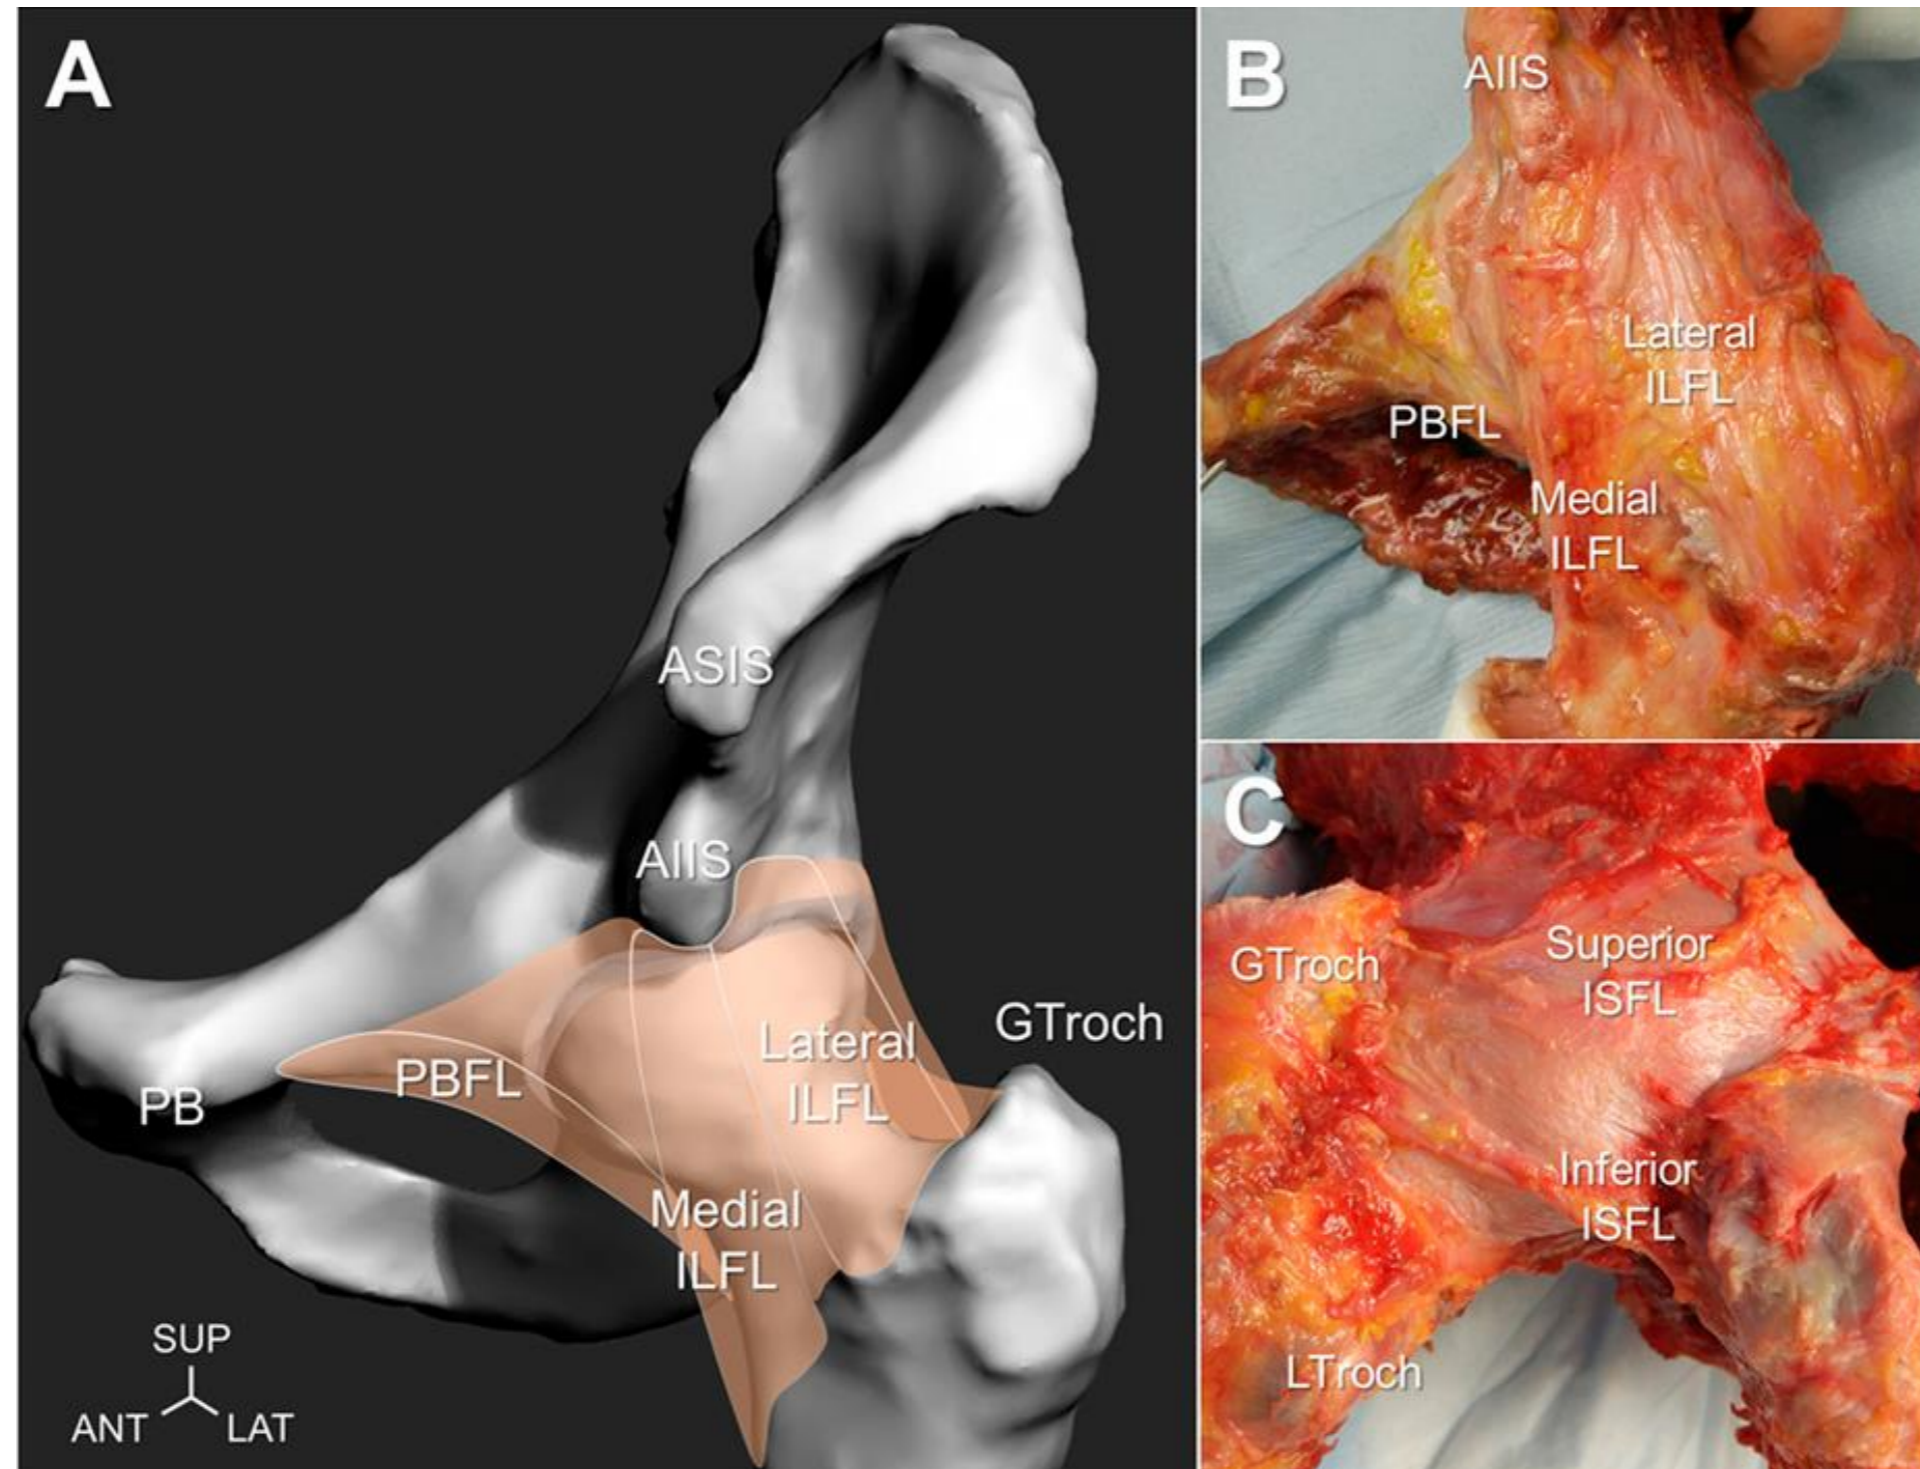 A
ASIS
AIIS
GTroch
Lateral
ILFL
PBFL
PB
Medial
ILFL
SUP
ANT
LAT
B
AIIS
Lateral
ILFL
PBFL
Medial
ILFL
C
Superior
ISFL
GTroch
Inferior
ISFL
LTroch